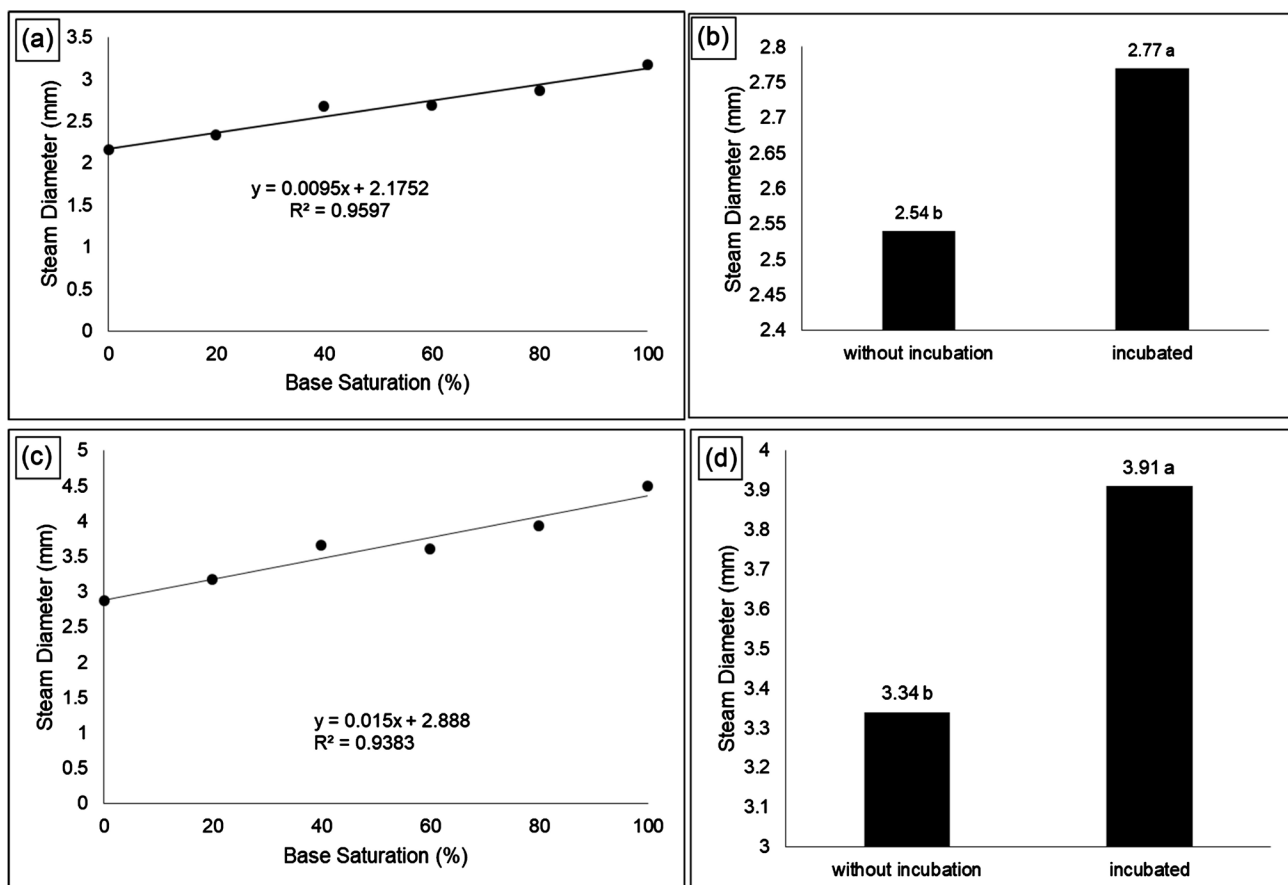 (a)
3.5
3
2.5
2
1.5
1
0.5
0
Steam Diameter (mm)
y = 0.0095x + 2.1752
R² = 0.9597
0 20 40 60 80 100
Base Saturation (%)
(b)
2.8
2.75
2.7
2.65
2.6
2.55
2.5
2.45
2.4
Steam Diameter (mm)
2.54 b
2.77 a
without incubation incubated
(c)
5
4.5
4
3.5
3
2.5
2
1.5
1
0.5
0
Steam Diameter (mm)
y = 0.015x + 2.888
R² = 0.9383
0 20 40 60 80 100
Base Saturation (%)
(d)
4
3.9
3.8
3.7
3.6
3.5
3.4
3.3
3.2
3.1
3
Steam Diameter (mm)
3.34 b
3.91 a
without incubation incubated